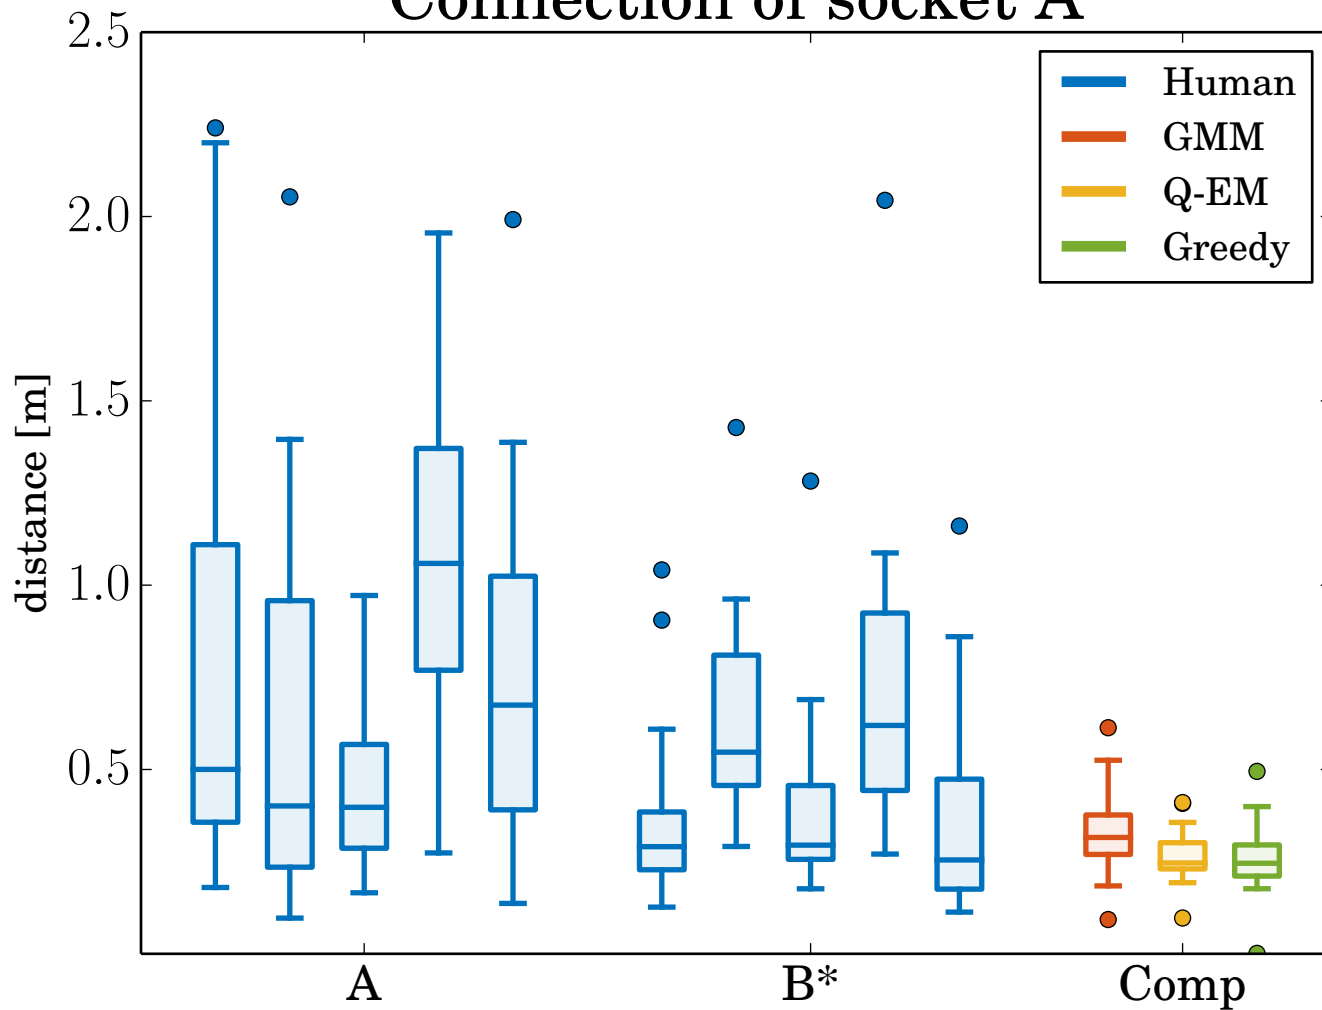 Connection of socket A
2.5
2.0
1.5
1.0
0.5
distance [m]
Human
GMM
Q-EM
Greedy
A
B*
Comp